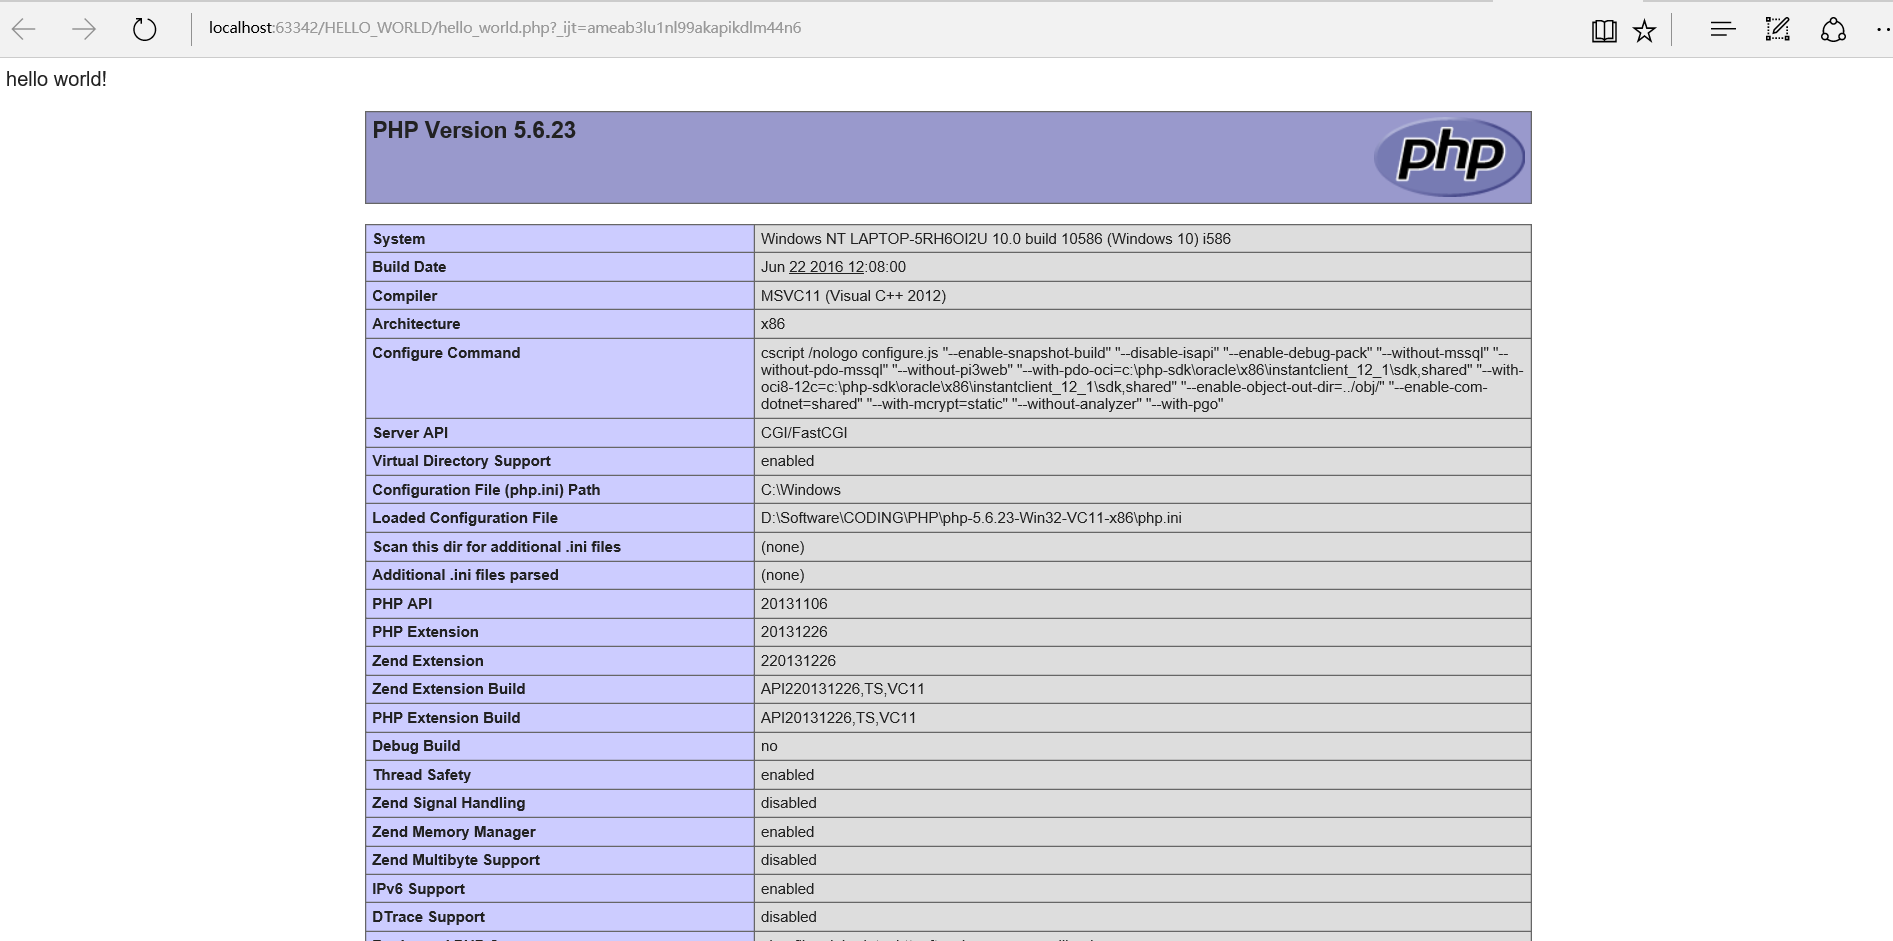 localhost:63342/HELLO_WORLD/hello_world.php?_ijt=ameab3lu1nl99akapikdlm44n6
hello world!
PHP Version 5.6.23
php
System Windows NT LAPTOP-5RH6OI2U 10.0 build 10586 (Windows 10) i586
Build Date Jun 22 2016 12:08:00
Compiler MSVC11 (Visual C++ 2012)
Architecture x86
Configure Command cscript /nologo configure.js "--enable-snapshot-build" "--disable-isapi" "--enable-debug-pack" "--without-mssql" "--
without-pdo-mssql" "--without-pi3web" "--with-pdo-oci=c:\php-sdk\oracle\x86\instantclient_12_1\sdk,shared" "--with-
oci8-12c=c:\php-sdk\oracle\x86\instantclient_12_1\sdk,shared" "--enable-object-out-dir=../obj/" "--enable-com-
dotnet=shared" "--with-mcrypt=static" "--without-analyzer" "--with-pgo"
Server API CGI/FastCGI
Virtual Directory Support enabled
Configuration File (php.ini) Path C:\Windows
Loaded Configuration File D:\Software\CODING\PHP\php-5.6.23-Win32-VC11-x86\php.ini
Scan this dir for additional .ini files (none)
Additional .ini files parsed (none)
PHP API 20131106
PHP Extension 20131226
Zend Extension 220131226
Zend Extension Build API220131226,TS,VC11
PHP Extension Build API20131226,TS,VC11
Debug Build no
Thread Safety enabled
Zend Signal Handling disabled
Zend Memory Manager enabled
Zend Multibyte Support disabled
IPv6 Support enabled
DTrace Support disabled